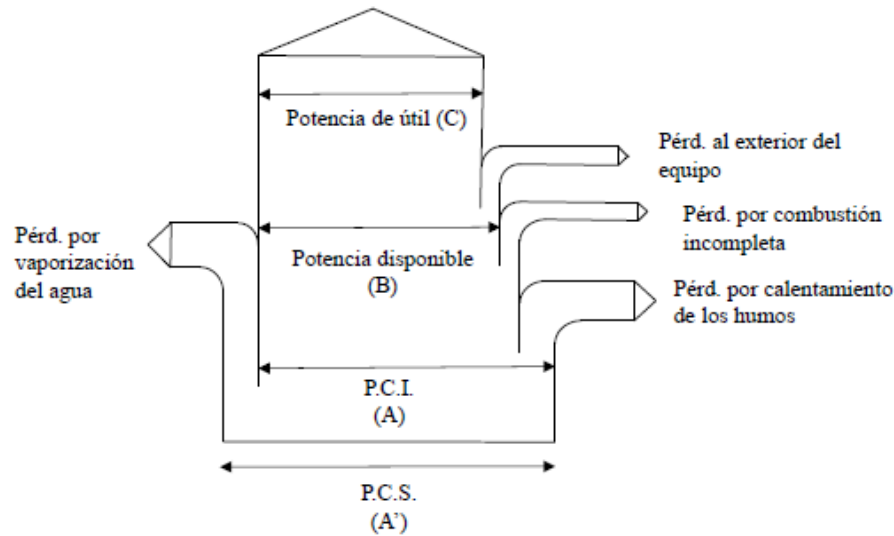 Potencia de útil (C)
Pérd. al exterior del
equipo
Pérd. por combustión
incompleta
Pérd. por
vaporización
del agua
Potencia disponible
(B)
Pérd. por calentamiento
de los humos
P.C.I.
(A)
P.C.S.
(A’)